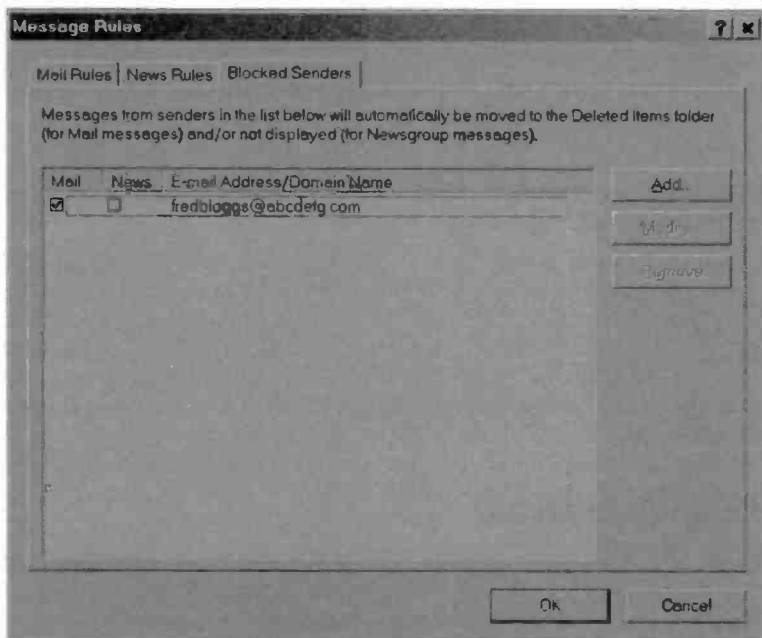 Message Rules
Mail Rules News Rules Blocked Senders
Messages from senders in the list below will automatically be moved to the Deleted Items folder
(for Mail messages) and/or not displayed (for Newsgroup messages).
Mail News E-mail Address/Domain Name
fredbloggs@abcdefg.com
Add...
Modify...
Remove
OK Cancel